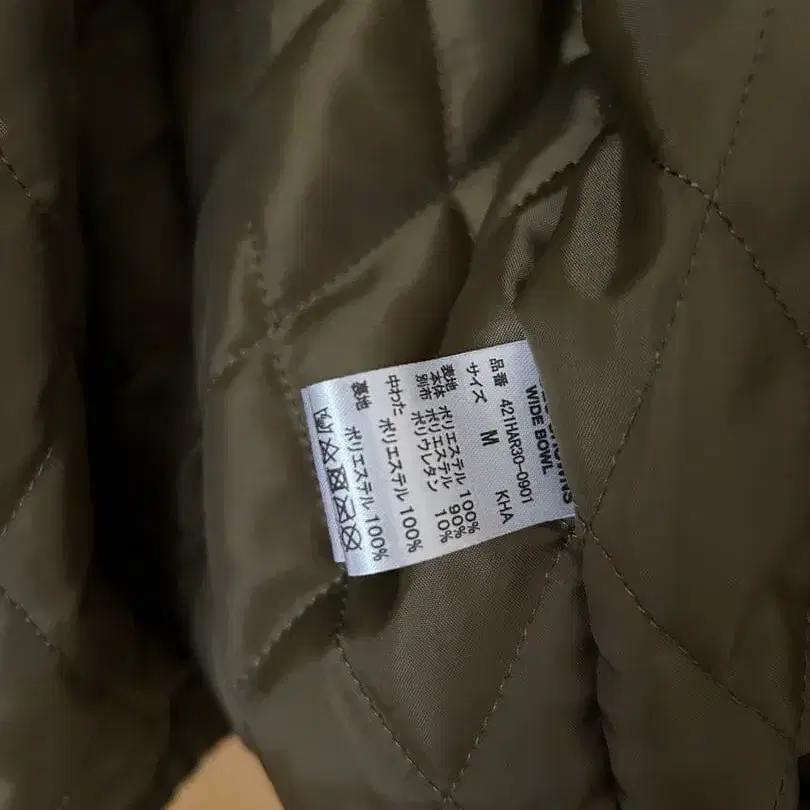 WIDE BOWL
品番 421HAR30-0901 KHA
サイズ M
表地
本体 ポリエステル 100%
別布 ポリエステル 90%
ポリウレタン 10%
中わた ポリエステル 100%
裏地 ポリエステル 100%